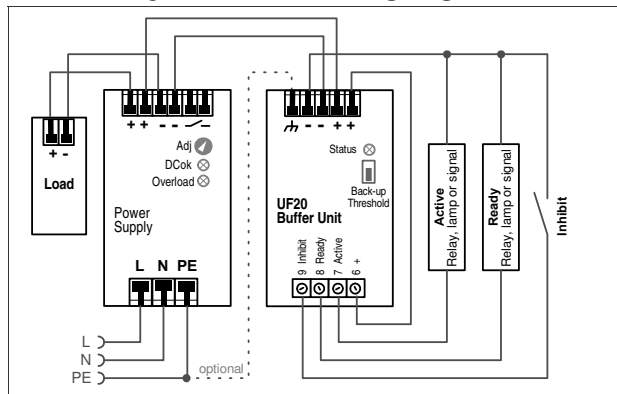 + + - -
- - + +
Adj
DCok
Overload
Status
Back-up
Threshold
+ -
Load
Power
Supply
UF20
Buffer Unit
Active
Relay, lamp or signal
Ready
Relay, lamp or signal
Inhibit
L N PE
9 Inhibit
8 Ready
7 Active
6 +
L
N
PE
optional